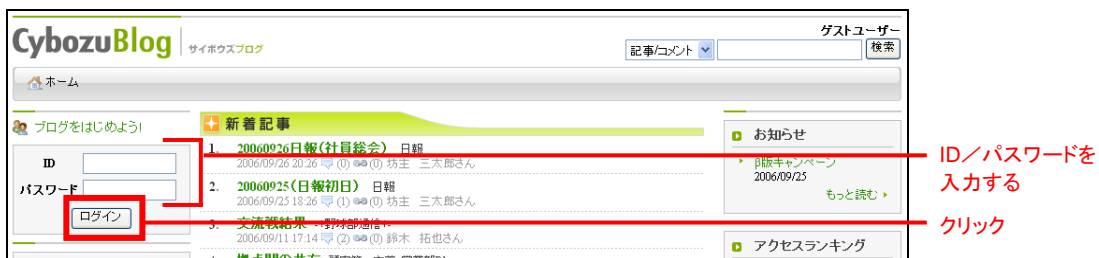 CybozuBlog サイボウズブログ
ゲストユーザー
記事/コメント 検索
ホーム
ブログをはじめよう!
ID
パスワード
ログイン
新着記事
1. 20060926日報(社員総会) 日報
2006/09/26 20:26 (0) (0) 坊主 三太郎さん
2. 20060925(日報初日) 日報
2006/09/25 18:26 (1) (0) 坊主 三太郎さん
3. 交流戦結果
2006/09/11 17:14 (2) (0) 鈴木 拓也さん
お知らせ
β版キャンペーン
2006/09/25
もっと読む
アクセスランキング
ID/パスワードを
入力する
クリック